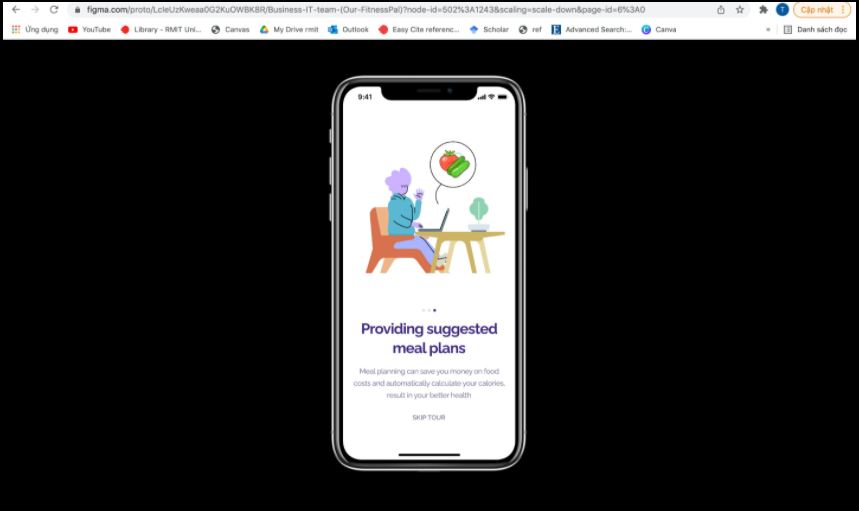 figma.com/proto/LcIeUzKweaa0G2KuOWBK8R/Business-IT-team-(Our-FitnessPal)?node-id=502%3A1243&scaling=scale-down&page-id=6%3A0
T
Cập nhật
Ứng dụng
YouTube
Library - RMIT Uni...
Canvas
My Drive rmit
Outlook
Easy Cite referenc...
Scholar
ref
Advanced Search:...
Canva
»
Danh sách đọc
9:41
Providing suggested
meal plans
Meal planning can save you money on food
costs and automatically calculate your calories,
result in your better health
SKIP TOUR